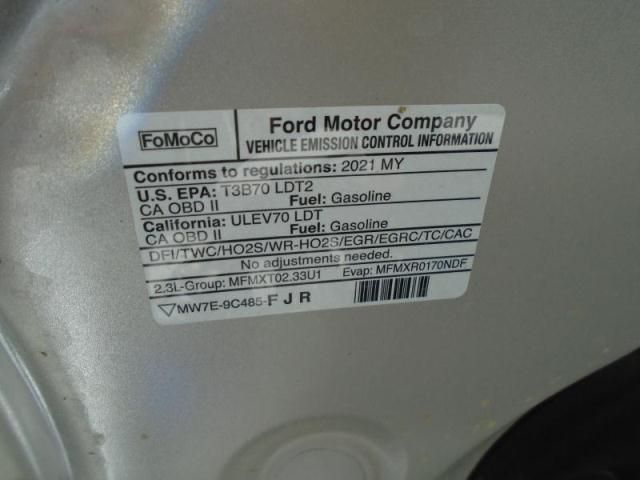 FoMoCo
Ford Motor Company
VEHICLE EMISSION CONTROL INFORMATION
Conforms to regulations: 2021 MY
U.S. EPA: T3B70 LDT2
CA OBD II Fuel: Gasoline
California: ULEV70 LDT
CA OBD II Fuel: Gasoline
DFI/TWC/HO2S/WR-HO2S/EGR/EGRC/TC/CAC
No adjustments needed.
2.3L-Group: MFMXT02.33U1 Evap: MFMXR0170NDF
MW7E-9C485-F J R